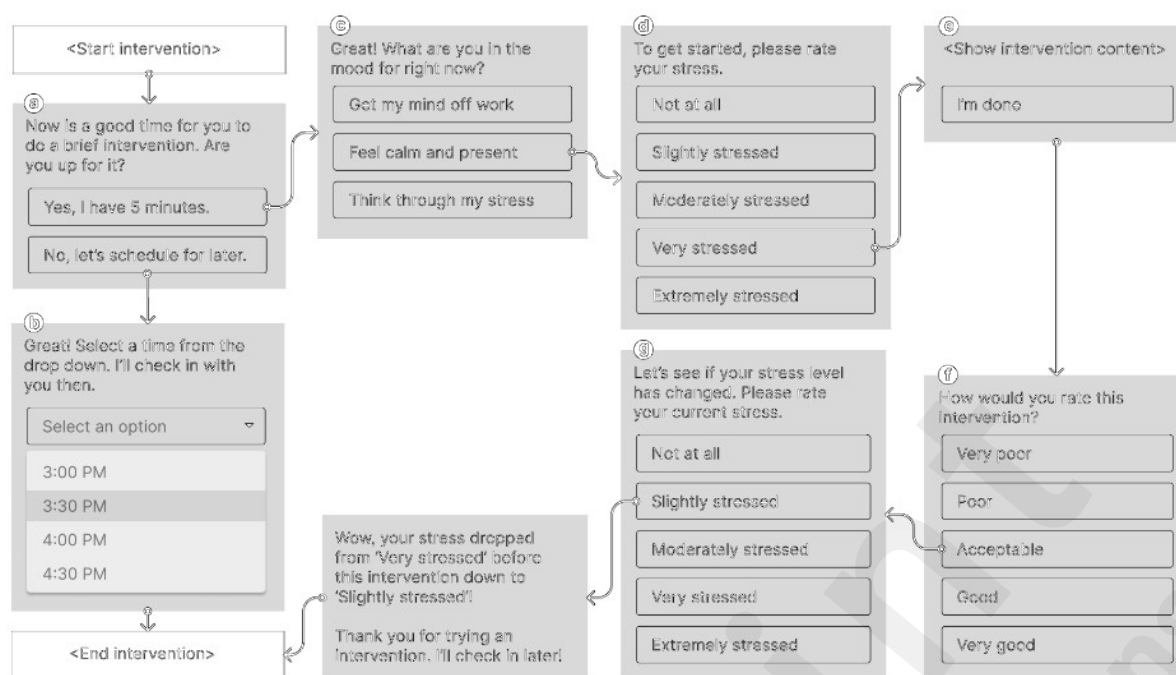 <Start intervention>
ⓐ
Now is a good time for you to
do a brief intervention. Are
you up for it?
Yes, I have 5 minutes.
No, let's schedule for later.
ⓑ
Great! Select a time from the
drop down. I'll check in with
you then.
Select an option
3:00 PM
3:30 PM
4:00 PM
4:30 PM
<End intervention>
ⓒ
Great! What are you in the
mood for right now?
Get my mind off work
Feel calm and present
Think through my stress
ⓓ
To get started, please rate
your stress.
Not at all
Slightly stressed
Moderately stressed
Very stressed
Extremely stressed
ⓔ
<Show intervention content>
I'm done
ⓕ
How would you rate this
intervention?
Very poor
Poor
Acceptable
Good
Very good
ⓖ
Let's see if your stress level
has changed. Please rate
your current stress.
Not at all
Slightly stressed
Moderately stressed
Very stressed
Extremely stressed
Wow, your stress dropped
from 'Very stressed' before
this intervention down to
'Slightly stressed'!
Thank you for trying an
intervention. I'll check in later!